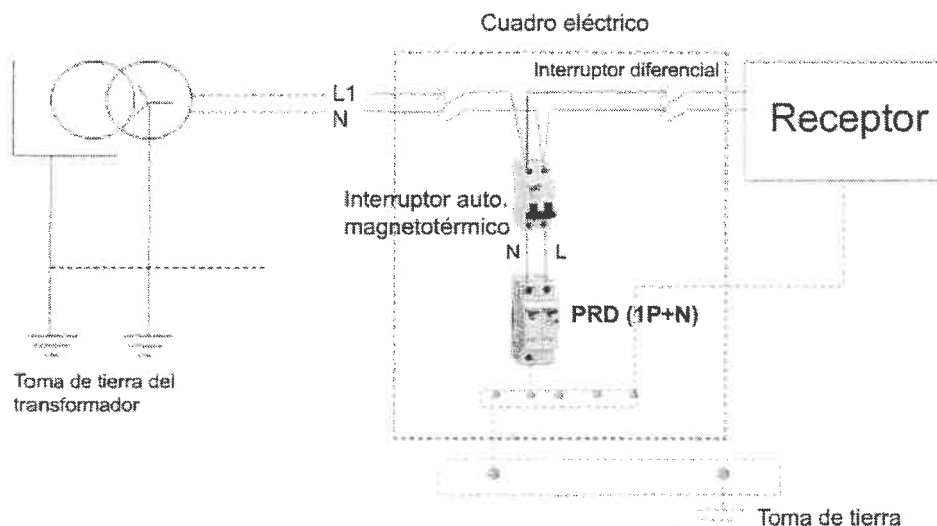 Cuadro eléctrico
Interruptor diferencial
L1
N
Receptor
Interruptor auto.
magnetotérmico
N
L
PRD (1P+N)
Toma de tierra del
transformador
Toma de tierra